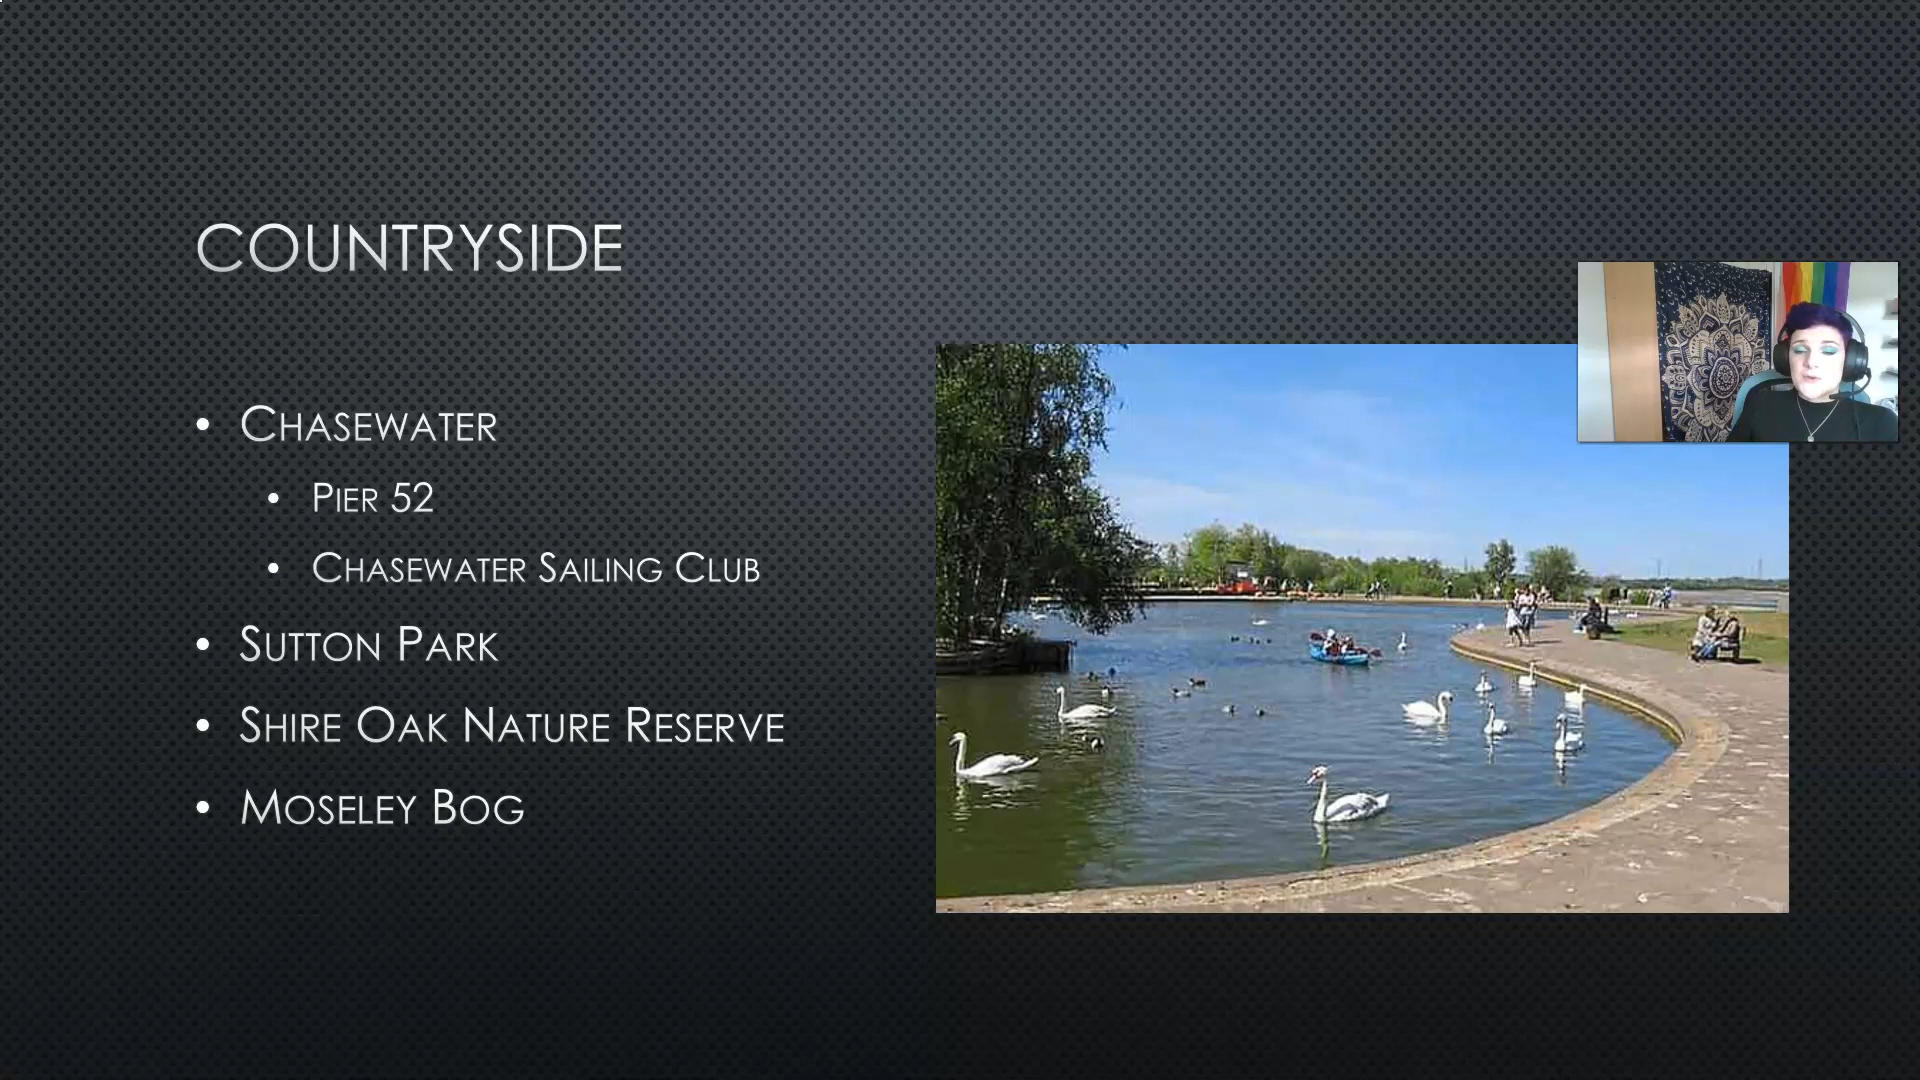 COUNTRYSIDE
• CHASEWATER
• PIER 52
• CHASEWATER SAILING CLUB
• SUTTON PARK
• SHIRE OAK NATURE RESERVE
• MOSELEY BOG